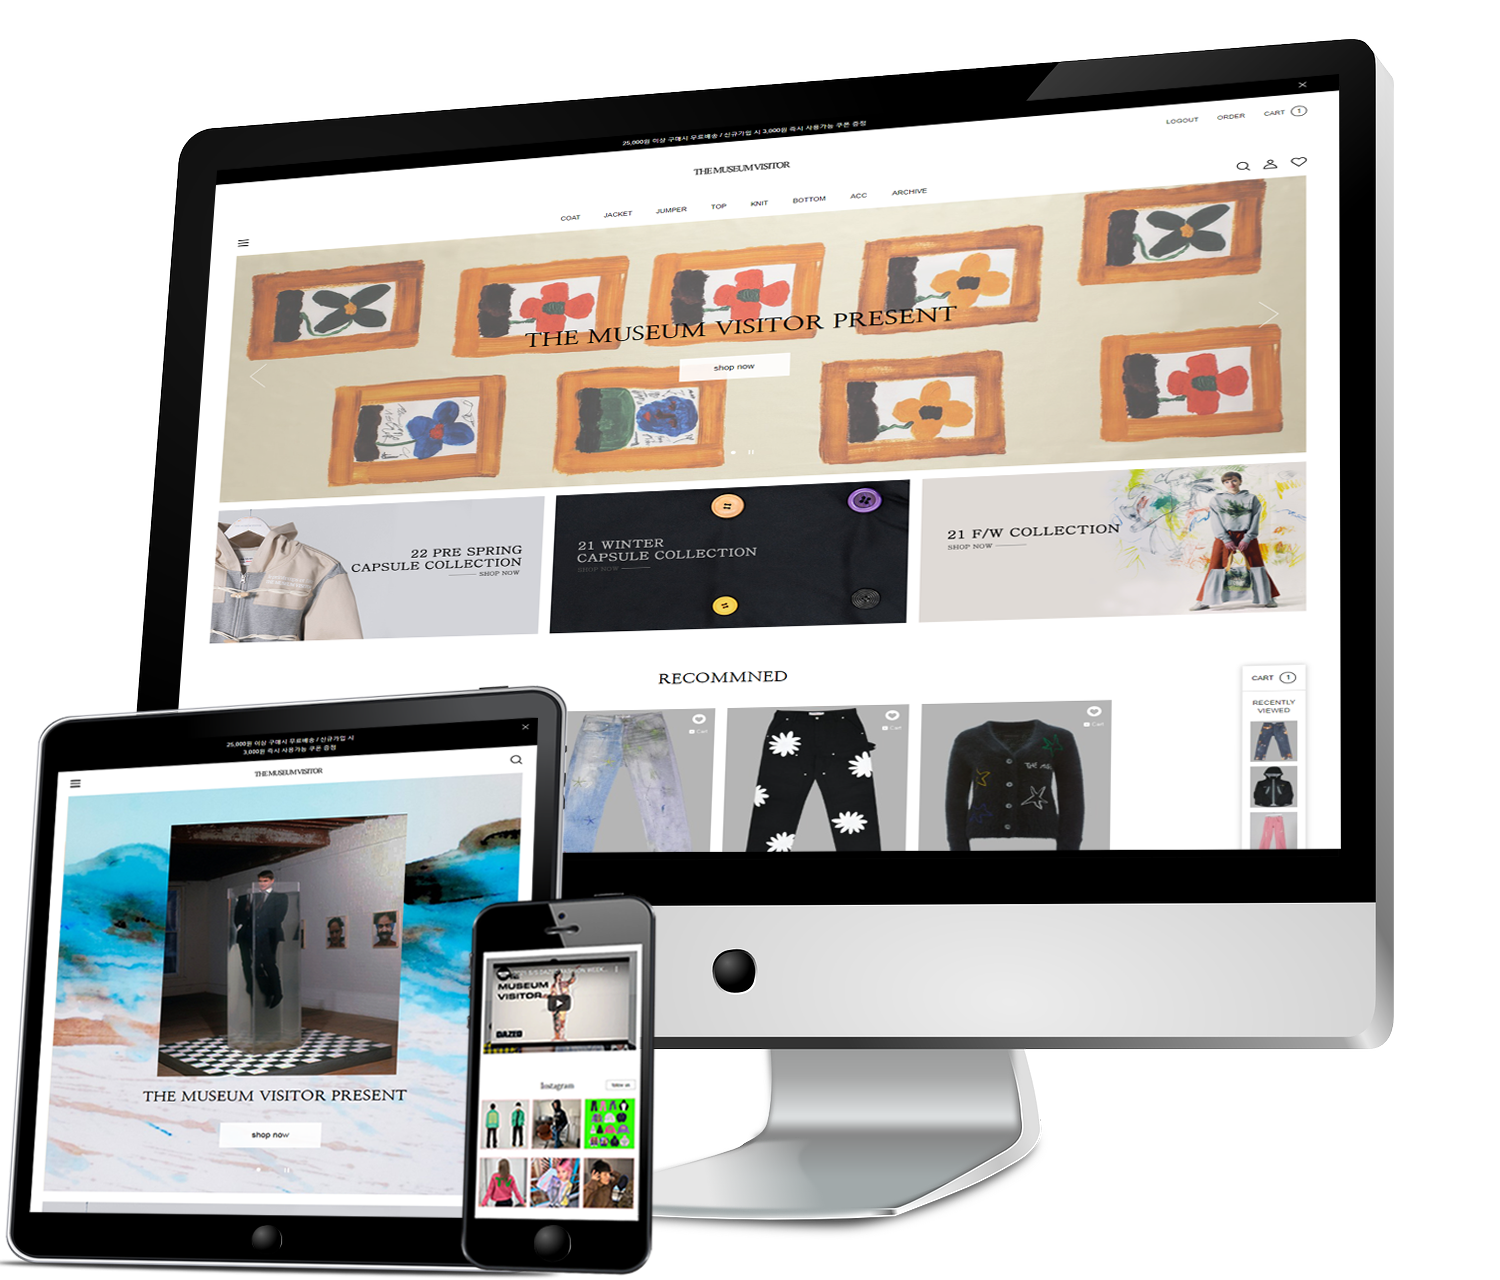 25,000원 이상 구매시 무료배송 / 신규가입 시 3,000원 즉시 사용가능 쿠폰 증정
LOGOUT ORDER CART 1
THE MUSEUM VISITOR
COAT JACKET JUMPER TOP KNIT BOTTOM ACC ARCHIVE
THE MUSEUM VISITOR PRESENT
shop now
22 PRE SPRING
CAPSULE COLLECTION
SHOP NOW
21 WINTER
CAPSULE COLLECTION
SHOP NOW
21 F/W COLLECTION
SHOP NOW
RECOMMNED
CART 1
RECENTLY
VIEWED
Cart
Cart
Cart
25,000원 이상 구매시 무료배송 / 신규가입 시
3,000원 즉시 사용가능 쿠폰 증정
THE MUSEUM VISITOR
THE MUSEUM VISITOR PRESENT
shop now
MUSEUM
VISITOR
DAZED
Instagram
follow us